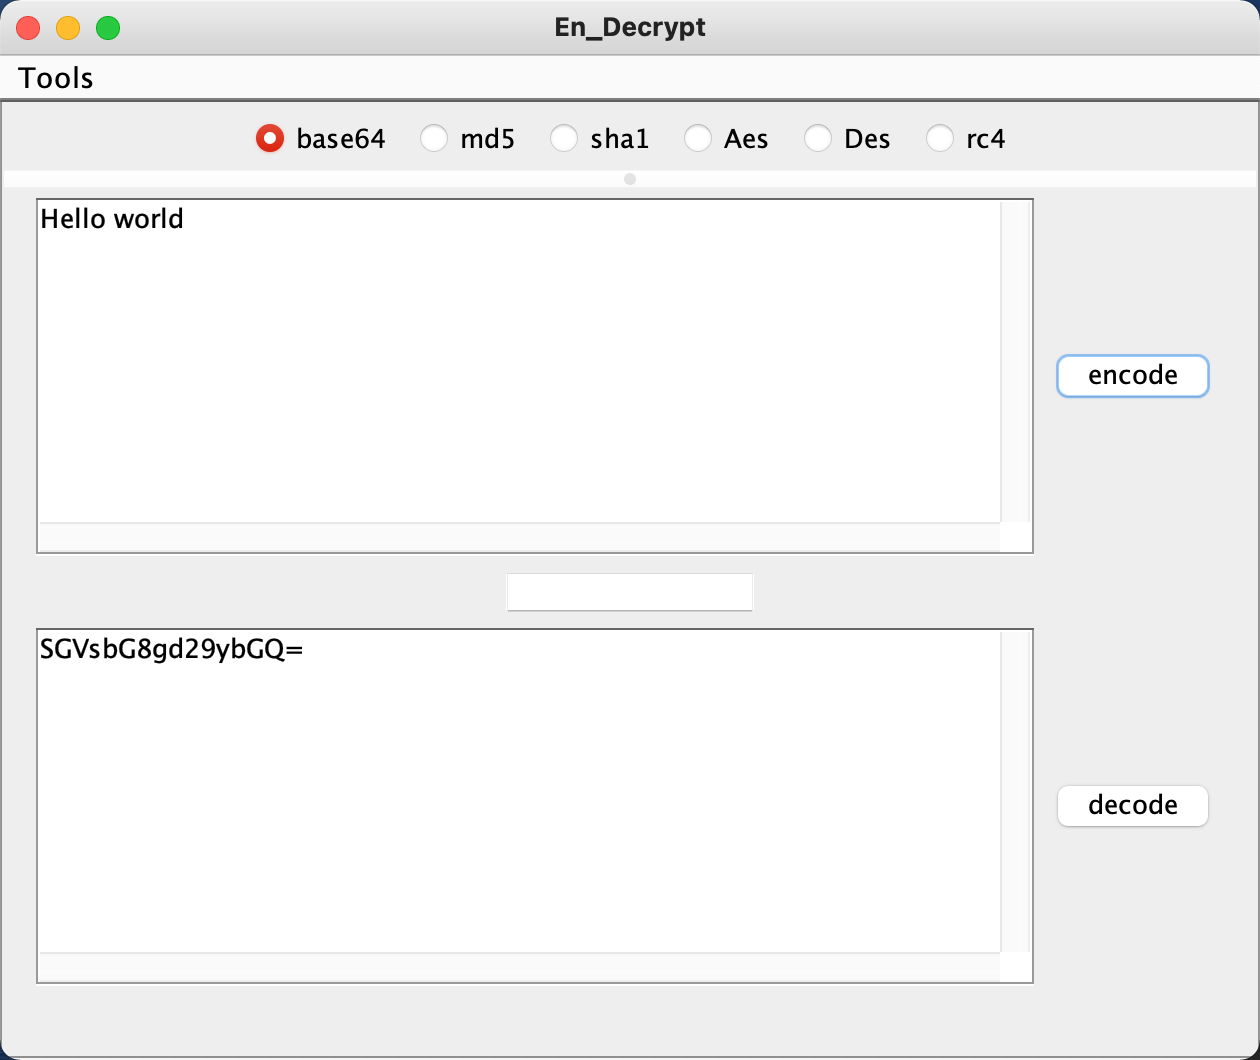 En_Decrypt
Tools
base64 md5 sha1 Aes Des rc4
Hello world
encode
SGVsbG8gd29ybGQ=
decode